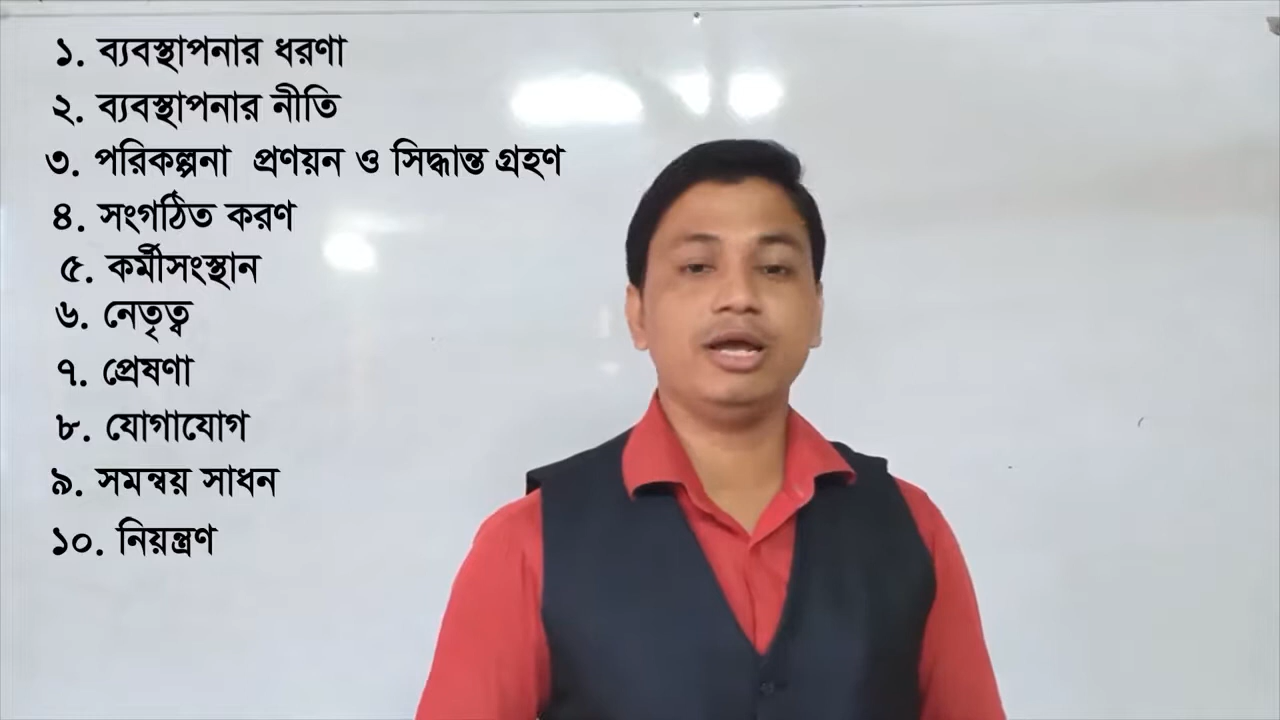 ১. ব্যবস্থাপনার ধরণা
২. ব্যবস্থাপনার নীতি
৩. পরিকল্পনা প্রণয়ন ও সিদ্ধান্ত গ্রহণ
৪. সংগঠিত করণ
৫. কর্মীসংস্থান
৬. নেতৃত্ব
৭. প্রেষণা
৮. যোগাযোগ
৯. সমন্বয় সাধন
১০. নিয়ন্ত্রণ